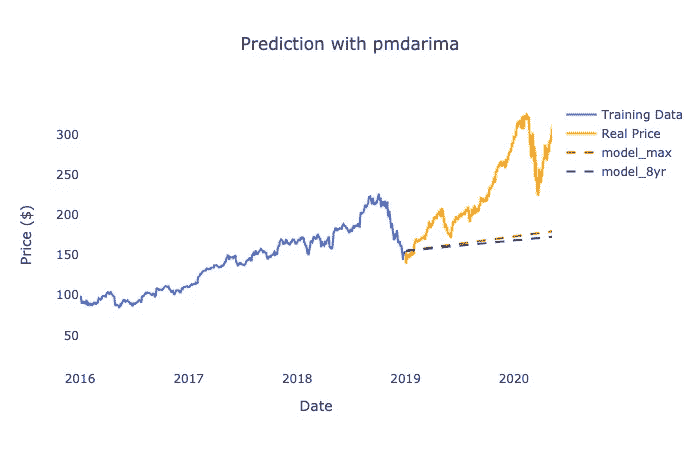 Prediction with pmdarima
Training Data
Real Price
model_max
model_8yr
Price ($)
300
250
200
150
100
50
2016
2017
2018
2019
2020
Date